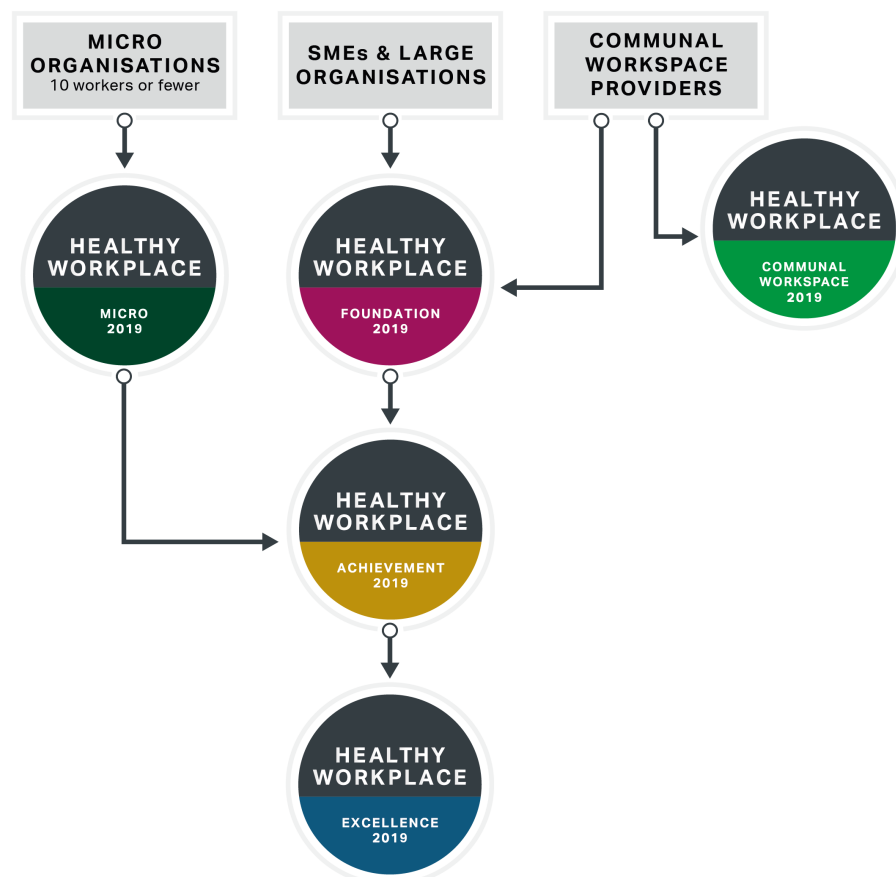 MICRO
ORGANISATIONS
10 workers or fewer
SMEs & LARGE
ORGANISATIONS
COMMUNAL
WORKSPACE
PROVIDERS
HEALTHY
WORKPLACE
COMMUNAL
WORKSPACE
2019
HEALTHY
WORKPLACE
MICRO
2019
HEALTHY
WORKPLACE
FOUNDATION
2019
HEALTHY
WORKPLACE
ACHIEVEMENT
2019
HEALTHY
WORKPLACE
EXCELLENCE
2019